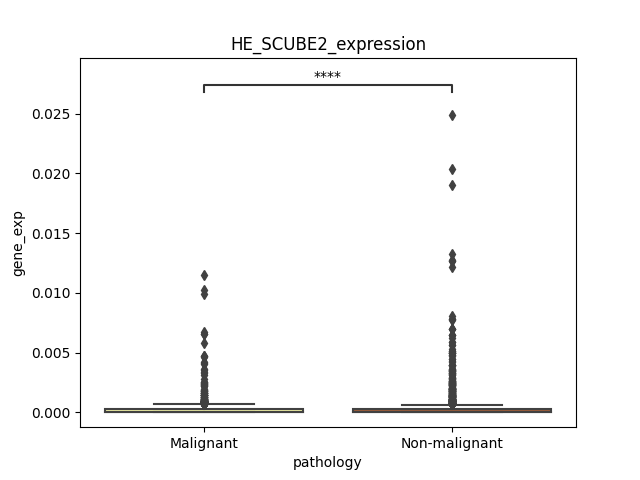 HE_SCUBE2_expression
****
0.025
0.020
0.015
0.010
0.005
0.000
gene_exp
Malignant
Non-malignant
pathology